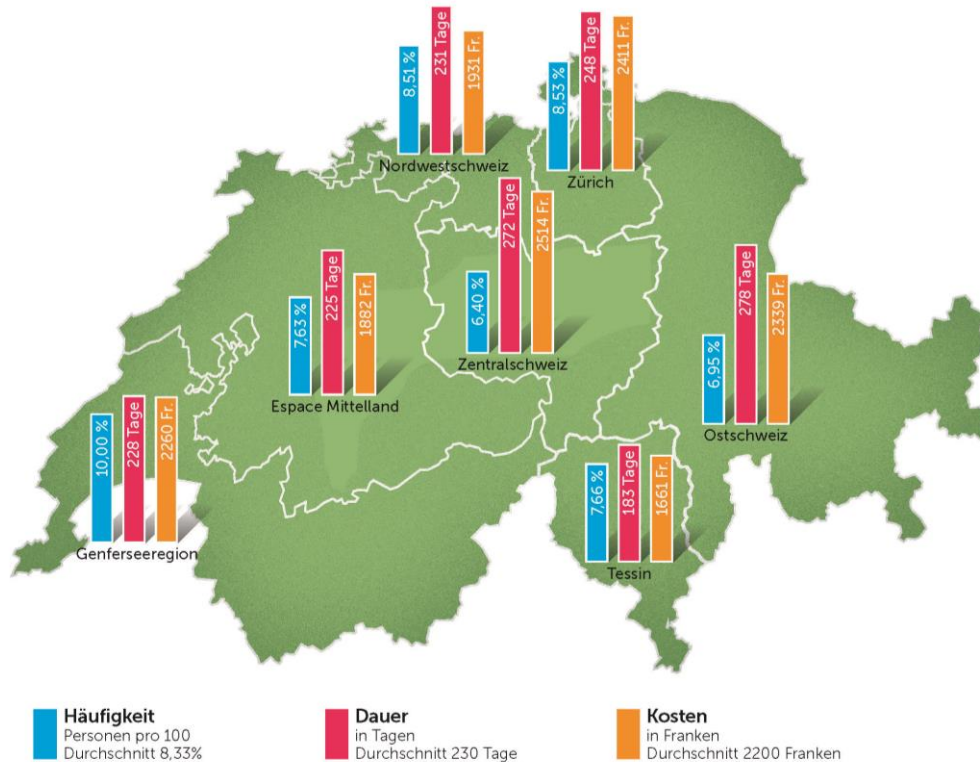 8,51 %
231 Tage
1931 Fr.
Nordwestschweiz
8,53 %
248 Tage
2411 Fr.
Zürich
7,63 %
225 Tage
1882 Fr.
Espace Mittelland
6,40 %
272 Tage
2514 Fr.
Zentralschweiz
6,95 %
278 Tage
2339 Fr.
Ostschweiz
10,00 %
228 Tage
2260 Fr.
Genferseeregion
7,66 %
183 Tage
1661 Fr.
Tessin
Häufigkeit
Personen pro 100
Durchschnitt 8,33%
Dauer
in Tagen
Durchschnitt 230 Tage
Kosten
in Franken
Durchschnitt 2200 Franken